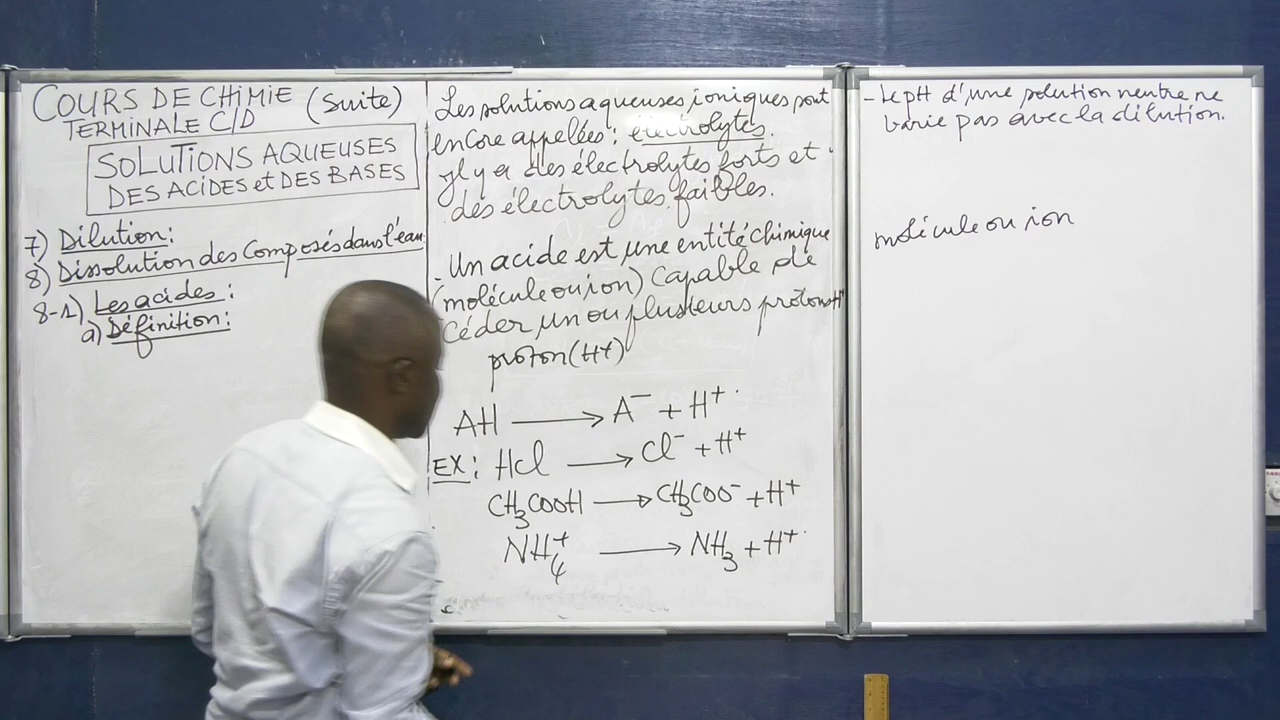 COURS DE CHIMIE (Suite)
TERMINALE C/D
SOLUTIONS AQUEUSES
DES ACIDES et DES BASES
7) Dilution:
8) Dissolution des Composés dans l'eau
8-1) Les acides:
a) Définition:
Les solutions aqueuses ioniques sont
encore appelées: électrolytes.
Il y a des électrolytes forts et
des électrolytes faibles.
- Un acide est une entité chimique
(molécule ou ion) capable de
Céder un ou plusieurs protons H+
proton (H+)
AH → A⁻ + H⁺
EX: HCl → Cl⁻ + H⁺
CH₃COOH → CH₃COO⁻ + H⁺
NH₄⁺ → NH₃ + H⁺
- Le pH d'une solution neutre ne
varie pas avec la dilution.
molécule ou ion